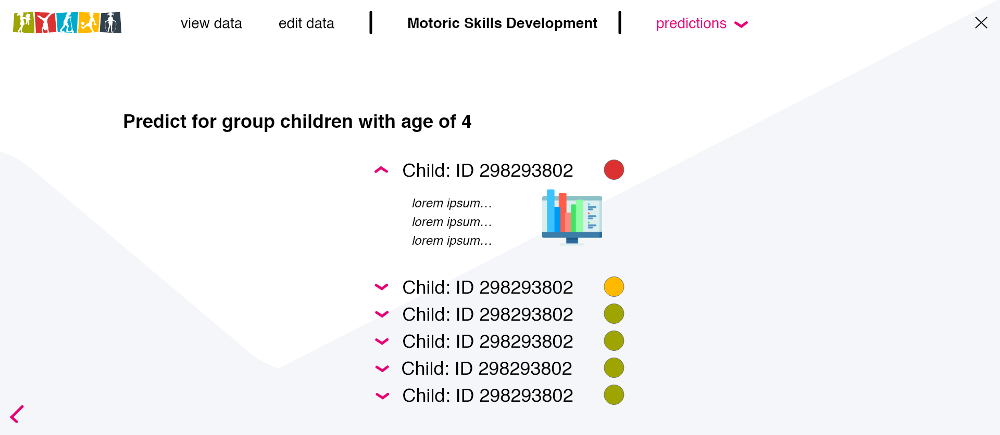 view data edit data Motoric Skills Development predictions
Predict for group children with age of 4
Child: ID 298293802
lorem ipsum...
lorem ipsum...
lorem ipsum...
Child: ID 298293802
Child: ID 298293802
Child: ID 298293802
Child: ID 298293802
Child: ID 298293802